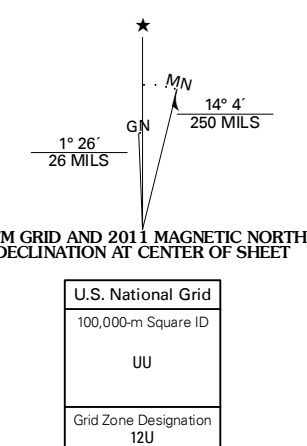 MN
GN
14° 4´
250 MILS
1° 26´
26 MILS
M GRID AND 2011 MAGNETIC NORTH
DECLINATION AT CENTER OF SHEET
U.S. National Grid
100,000-m Square ID
UU
Grid Zone Designation
12U